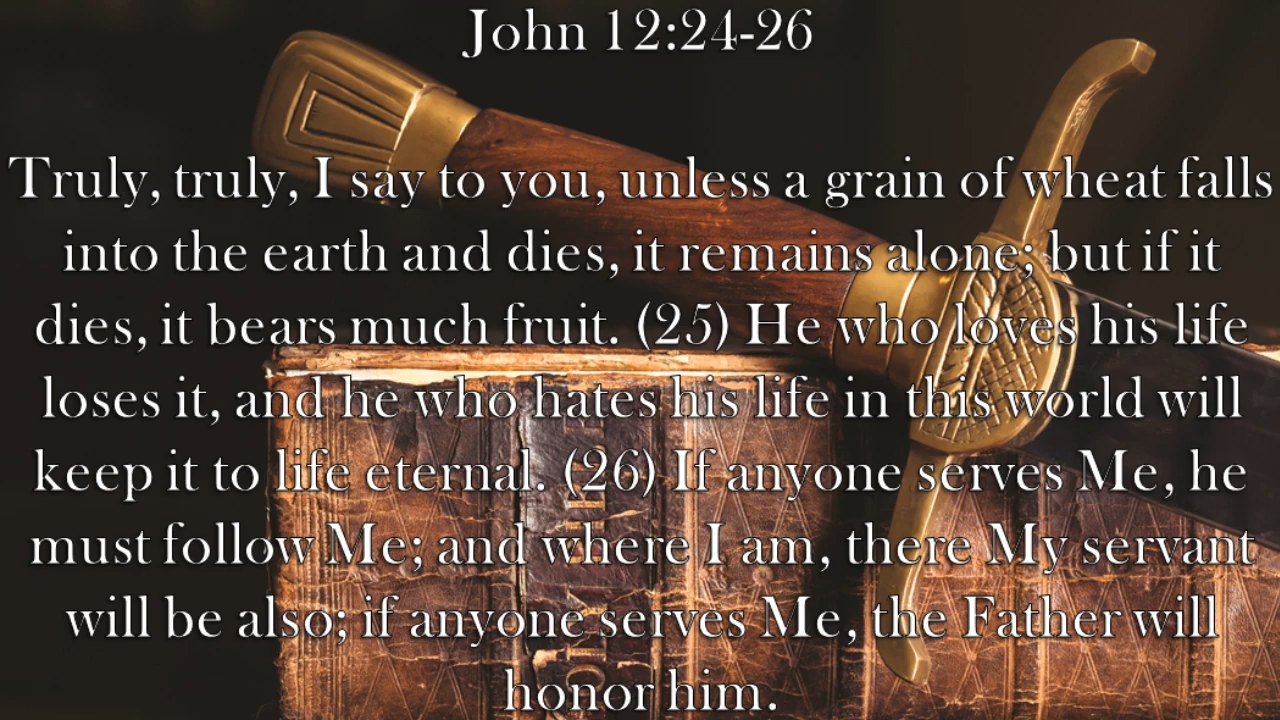 John 12:24-26
Truly, truly, I say to you, unless a grain of wheat falls
into the earth and dies, it remains alone; but if it
dies, it bears much fruit. (25) He who loves his life
loses it, and he who hates his life in this world will
keep it to life eternal. (26) If anyone serves Me, he
must follow Me; and where I am, there My servant
will be also; if anyone serves Me, the Father will
honor him.